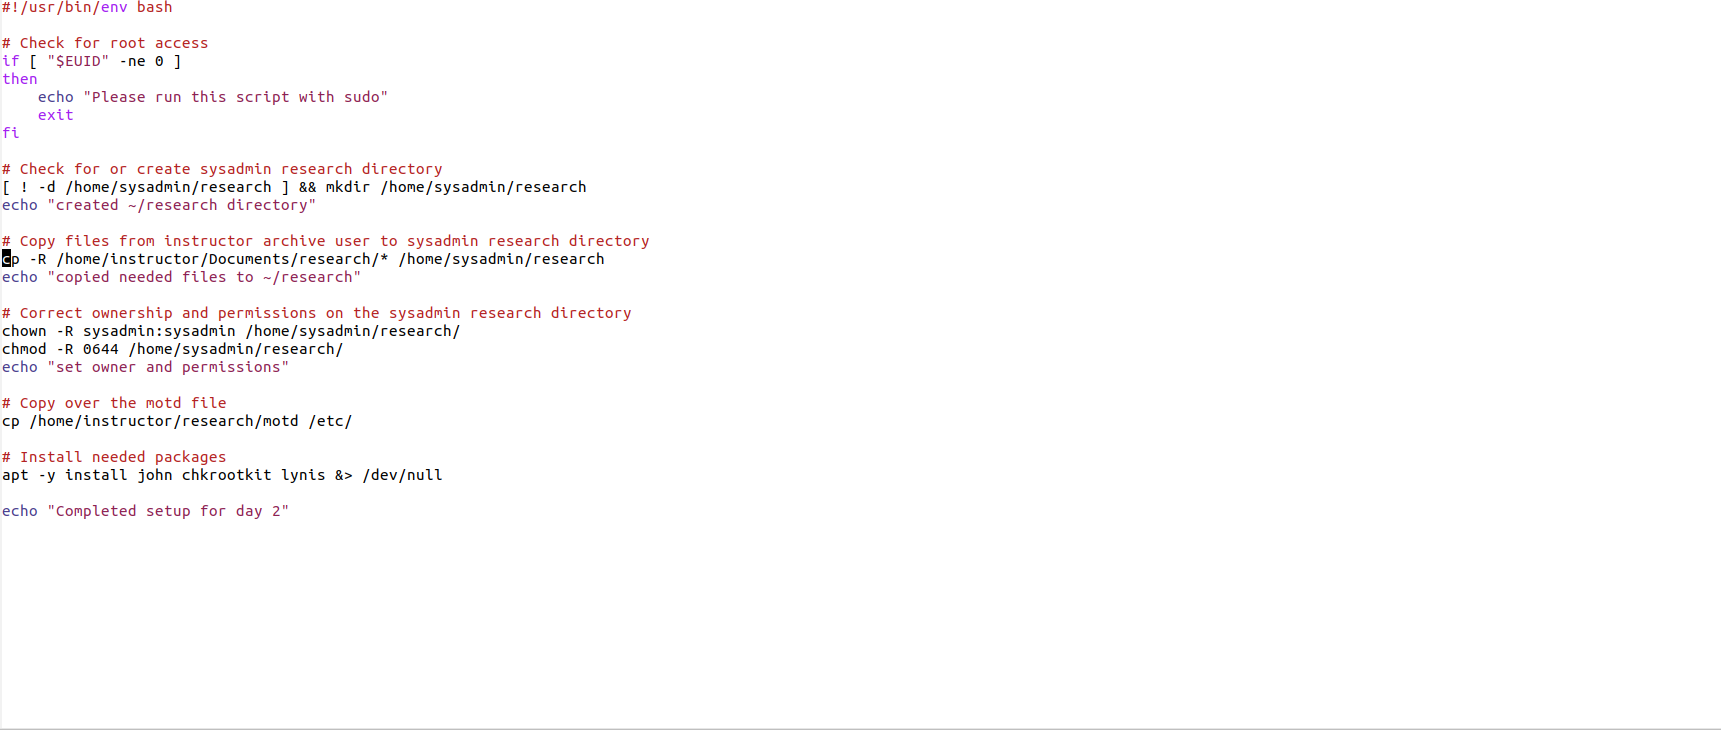 #!/usr/bin/env bash
# Check for root access
if [ "$EUID" -ne 0 ]
then
    echo "Please run this script with sudo"
    exit
fi
# Check for or create sysadmin research directory
[ ! -d /home/sysadmin/research ] && mkdir /home/sysadmin/research
echo "created ~/research directory"
# Copy files from instructor archive user to sysadmin research directory
cp -R /home/instructor/Documents/research/* /home/sysadmin/research
echo "copied needed files to ~/research"
# Correct ownership and permissions on the sysadmin research directory
chown -R sysadmin:sysadmin /home/sysadmin/research/
chmod -R 0644 /home/sysadmin/research/
echo "set owner and permissions"
# Copy over the motd file
cp /home/instructor/research/motd /etc/
# Install needed packages
apt -y install john chkrootkit lynis &> /dev/null
echo "Completed setup for day 2"